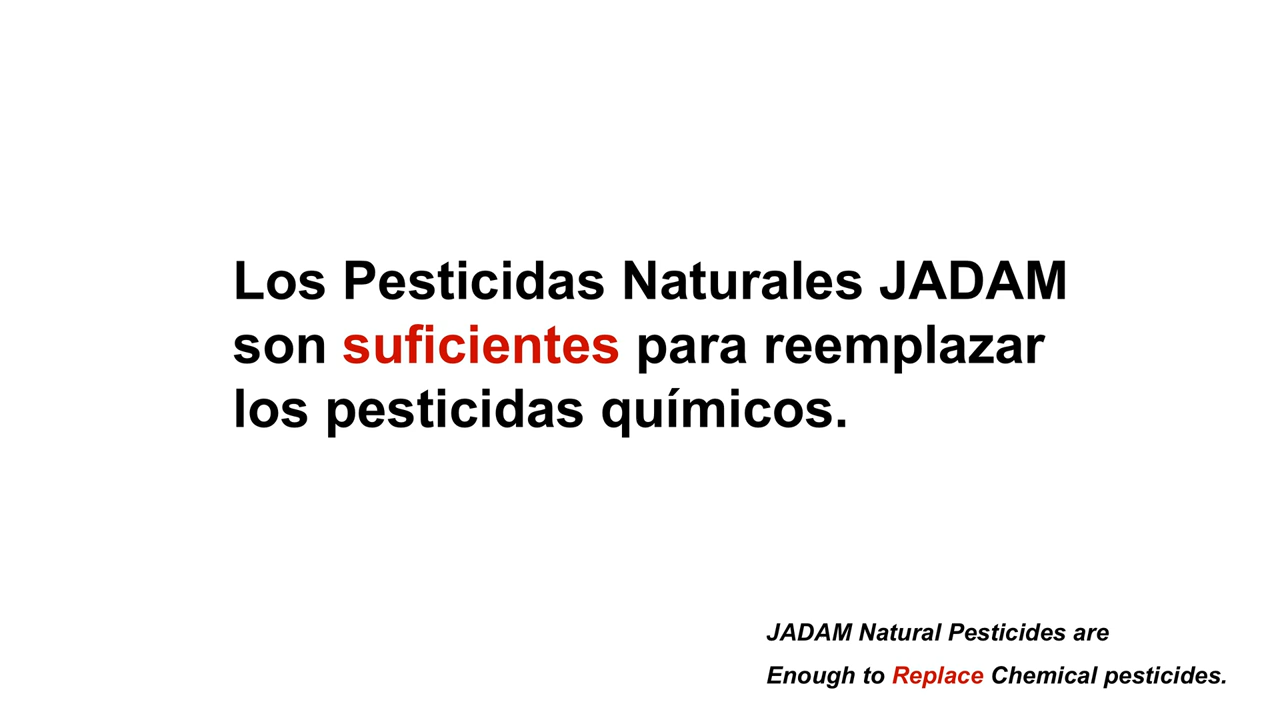 Los Pesticidas Naturales JADAM
son suficientes para reemplazar
los pesticidas químicos.
JADAM Natural Pesticides are
Enough to Replace Chemical pesticides.